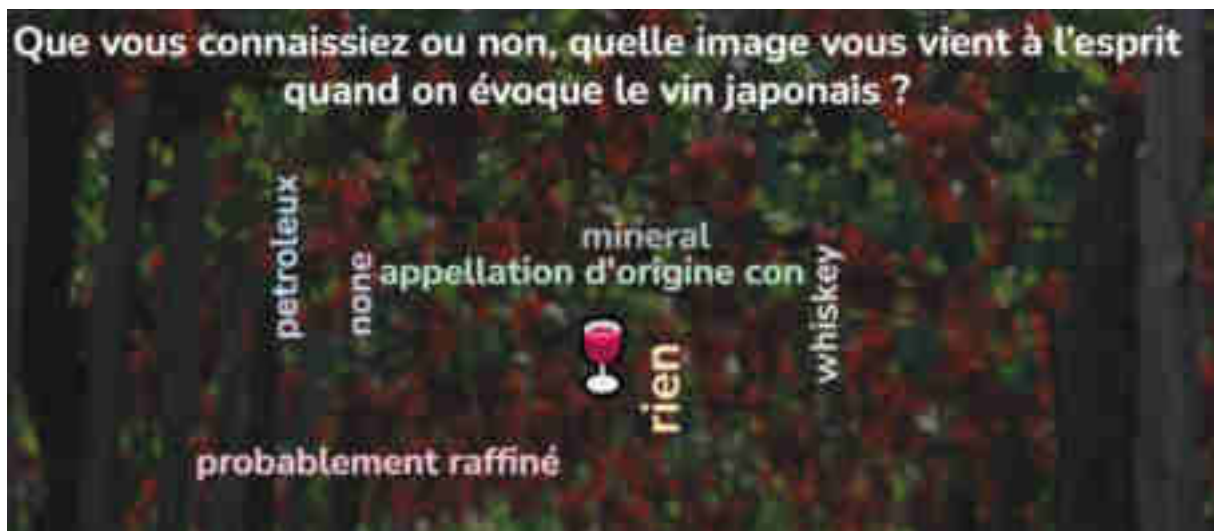 Que vous connaissiez ou non, quelle image vous vient à l'esprit
quand on évoque le vin japonais ?
petroleux
none
mineral
appellation d'origine con
whiskey
rien
probablement raffiné